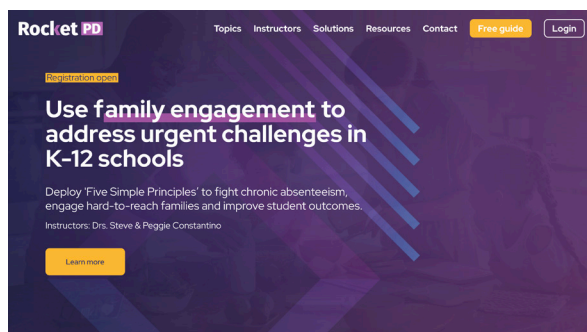 Rocket PD
Topics Instructors Solutions Resources Contact Free guide Login
Registration open
Use family engagement to
address urgent challenges in
K-12 schools
Deploy 'Five Simple Principles' to fight chronic absenteeism,
engage hard-to-reach families and improve student outcomes.
Instructors: Drs. Steve & Peggie Constantino
Learn more